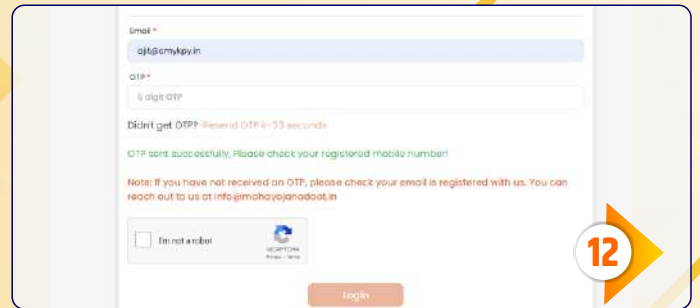 Email *
ajit@cmykpy.in
OTP *
6 digit OTP
Didn't get OTP? Resend OTP in 33 seconds
OTP sent successfully, Please check your registered mobile number!
Note: If you have not received an OTP, please check your email is registered with us. You can
reach out to us at info@mahayojanadoot.in
I'm not a robot
reCAPTCHA
Privacy - Terms
Login
12